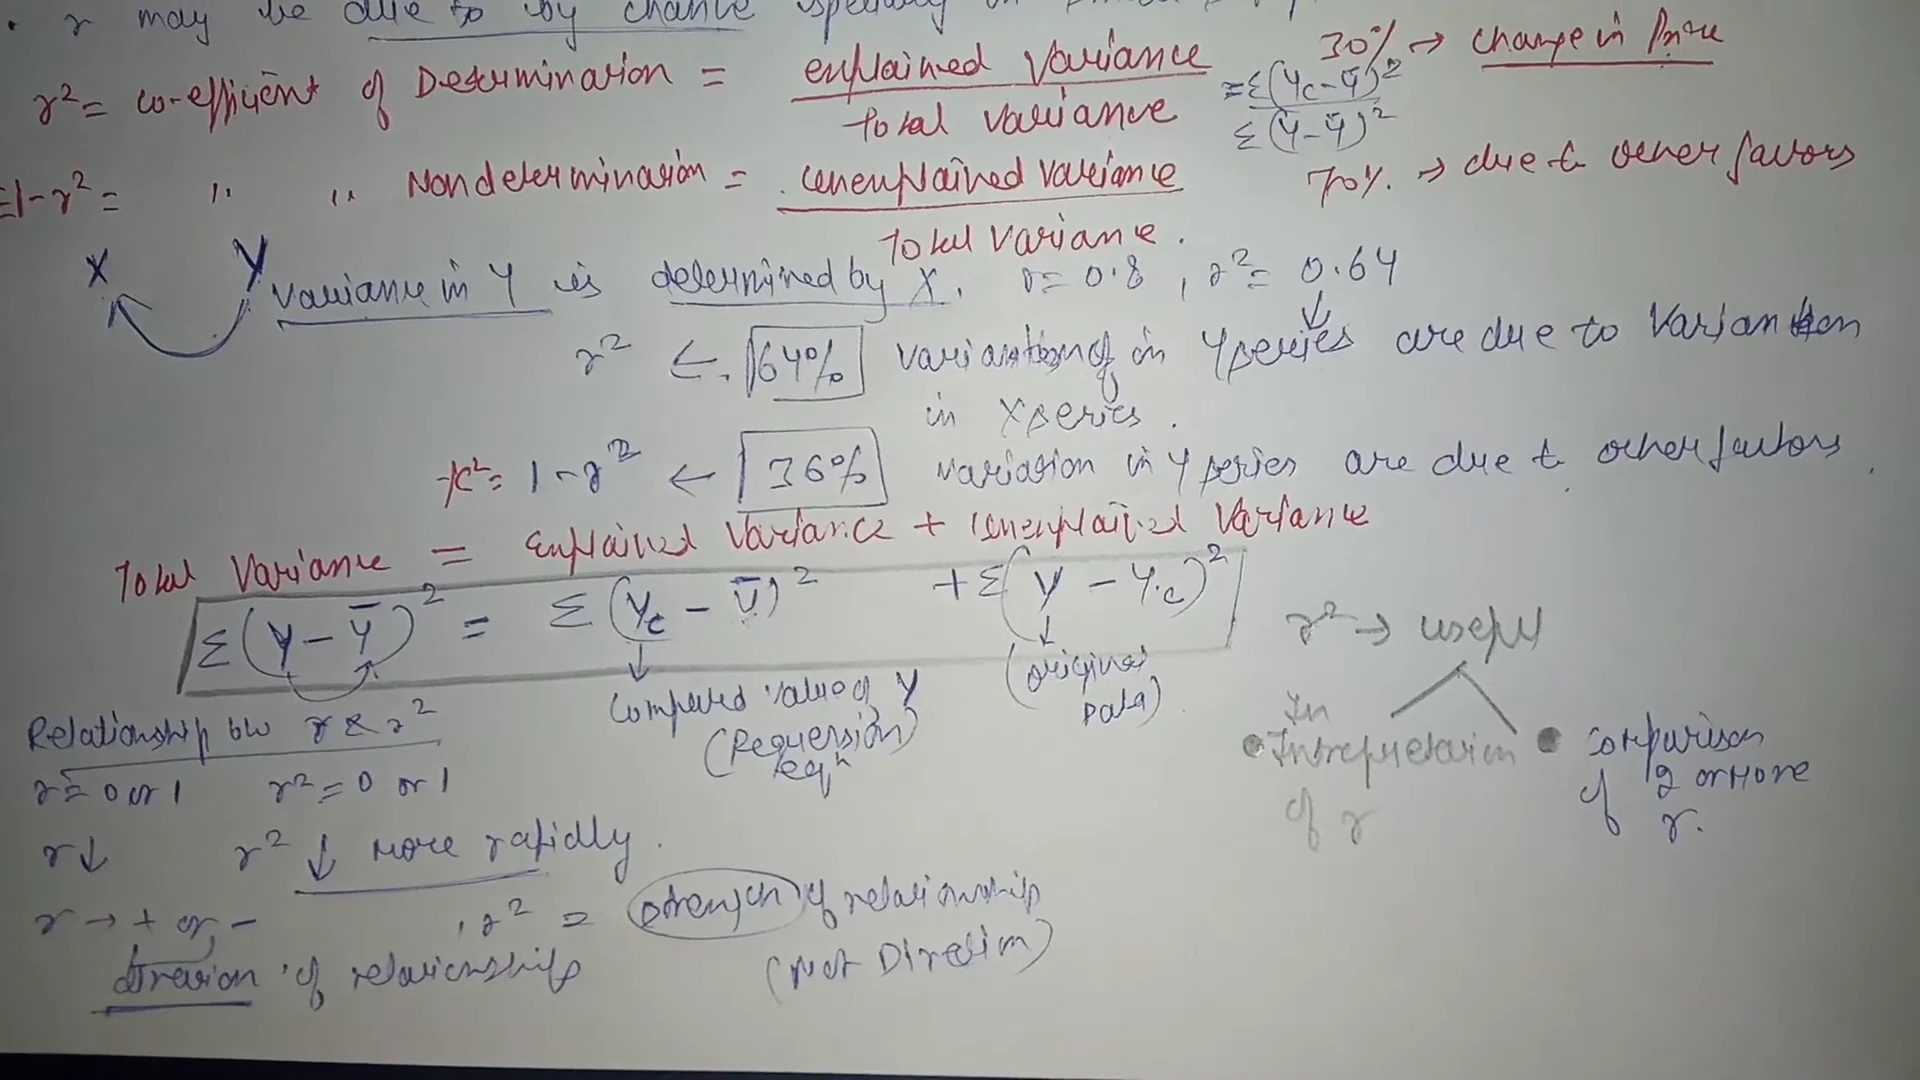 • r may be due to by chance
r² = co-efficient of Determination = explained variance / total variance = Σ(Yc-Ȳ)² / Σ(Y-Ȳ)²
30% → change in Price
=1-r² = ,, ,, Nondetermination = unexplained variance / Total variance.
70% → due to other factors
X Y
variance in Y is determined by X. r = 0.8, r² = 0.64
r² ← 64% variation in Y series are due to variation
in X series.
k² = 1-r² ← 36% variation in Y series are due to other factors.
Total Variance = Explained Variance + Unexplained Variance
Σ(Y-Ȳ)² = Σ(Yc-Ȳ)² + Σ(Y-Yc)²
Computed value of Y
(Regression eqⁿ)
(original Data)
r² → useful
In
• Intrepretation of r
• comparison of 2 or More r.
Relationship b/w r & r²
r = 0 or 1 r² = 0 or 1
r↓ r² ↓ more rapidly.
r → + or - , r² = strength of relationship
direction of relationship (Not Direction)